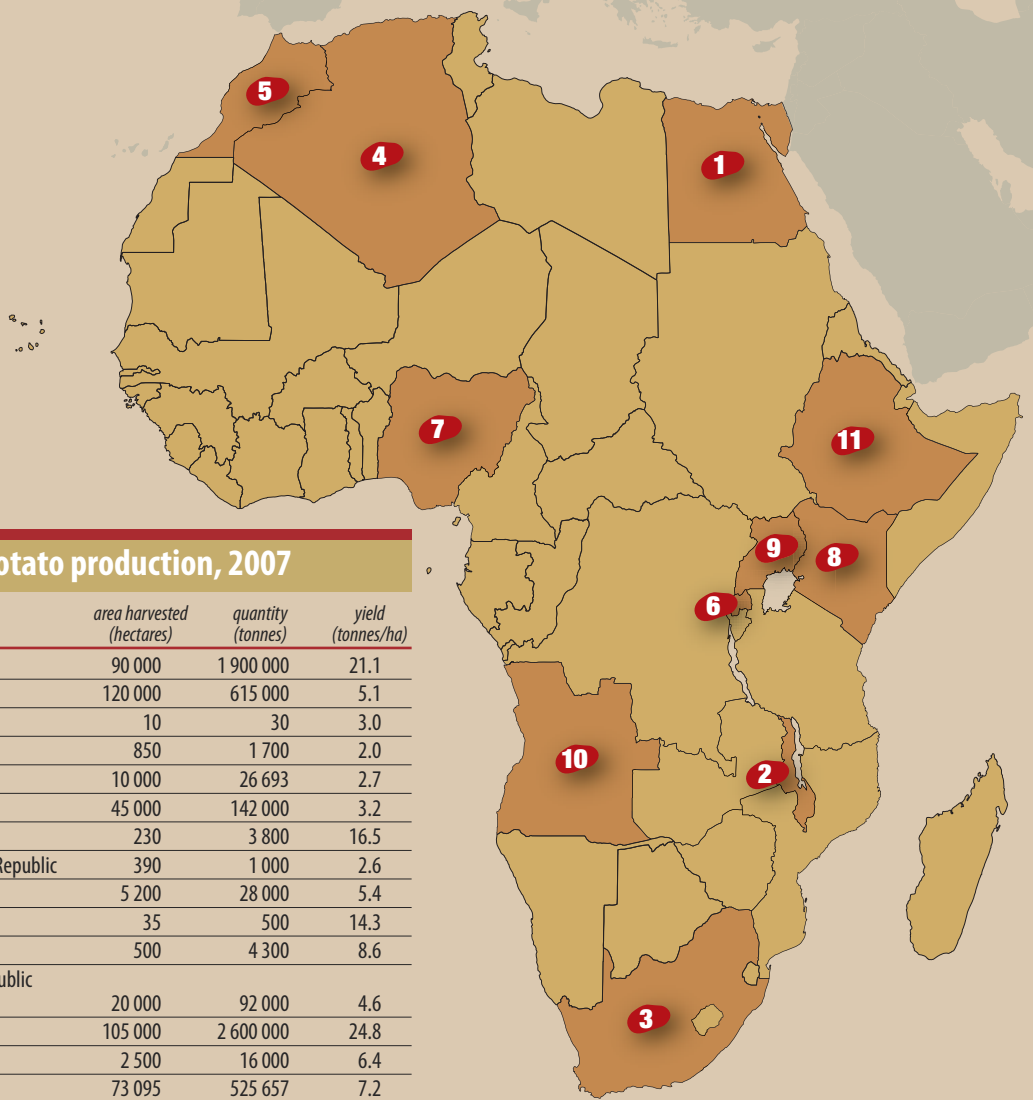 5
4
1
7
11
9
8
6
10
2
3
otato production, 2007
area harvested quantity yield
(hectares) (tonnes) (tonnes/ha)
90 000 1 900 000 21.1
120 000 615 000 5.1
10 30 3.0
850 1 700 2.0
10 000 26 693 2.7
45 000 142 000 3.2
230 3 800 16.5
Republic 390 1 000 2.6
5 200 28 000 5.4
35 500 14.3
500 4 300 8.6
ublic
20 000 92 000 4.6
105 000 2 600 000 24.8
2 500 16 000 6.4
73 095 525 657 7.2